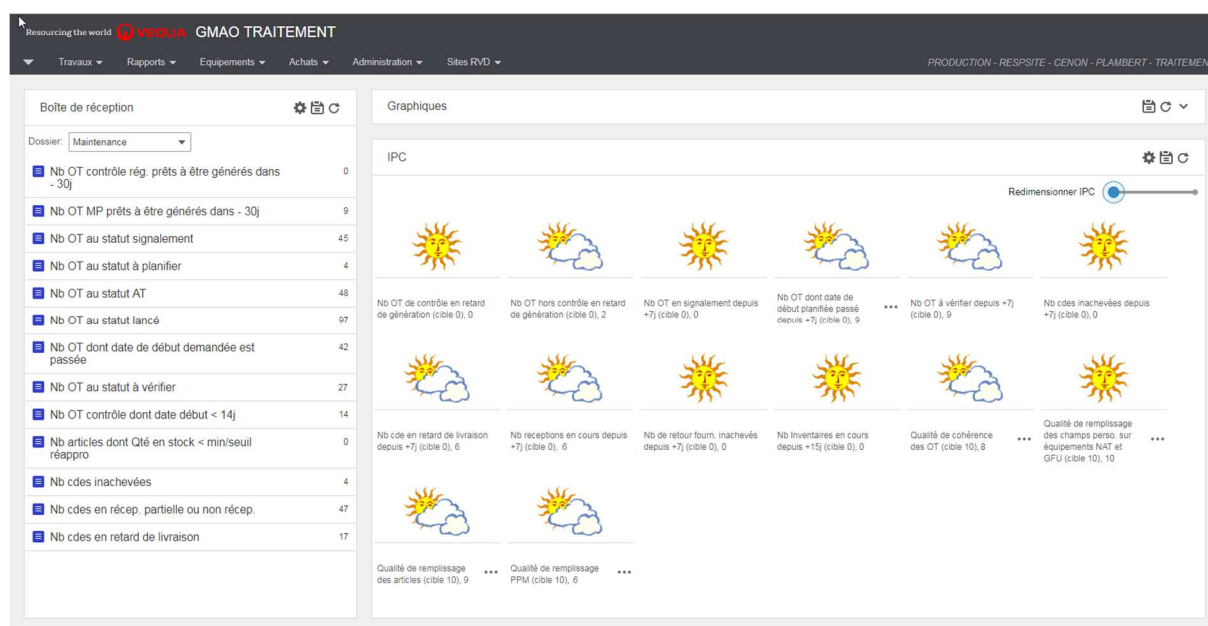 Resourcing the world VEOLIA GMAO TRAITEMENT
Travaux Rapports Equipements Achats Administration Sites RVD PRODUCTION - RESPSITE - CENON - PLAMBERT - TRAITEMEN
Boîte de réception
Dossier: Maintenance
Nb OT contrôle rég. prêts à être générés dans 0
- 30j
Nb OT MP prêts à être générés dans - 30j 9
Nb OT au statut signalement 45
Nb OT au statut à planifier 4
Nb OT au statut AT 48
Nb OT au statut lancé 97
Nb OT dont date de début demandée est 42
passée
Nb OT au statut à vérifier 27
Nb OT contrôle dont date début < 14j 14
Nb articles dont Qté en stock < min/seuil 0
réappro
Nb cdes inachevées 4
Nb cdes en récep. partielle ou non récep. 47
Nb cdes en retard de livraison 17
Graphiques
IPC
Redimensionner IPC
Nb OT de contrôle en retard
de génération (cible 0), 0
Nb OT hors contrôle en retard
de génération (cible 0), 2
Nb OT en signalement depuis
+7j (cible 0), 0
Nb OT dont date de
début planifiée passé
depuis +7j (cible 0), 9
Nb OT à vérifier depuis +7j
(cible 0), 9
Nb cdes inachevées depuis
+7j (cible 0), 0
Nb cde en retard de livraison
depuis +7j (cible 0), 6
Nb receptions en cours depuis
+7j (cible 0), 6
Nb de retour fourn. inachevés
depuis +7j (cible 0), 0
Nb Inventaires en cours
depuis +15j (cible 0), 0
Qualité de cohérence
des OT (cible 10), 8
Qualité de remplissage
des champs perso. sur
équipements NAT et
GFU (cible 10), 10
Qualité de remplissage
des articles (cible 10), 9
Qualité de remplissage
PPM (cible 10), 6